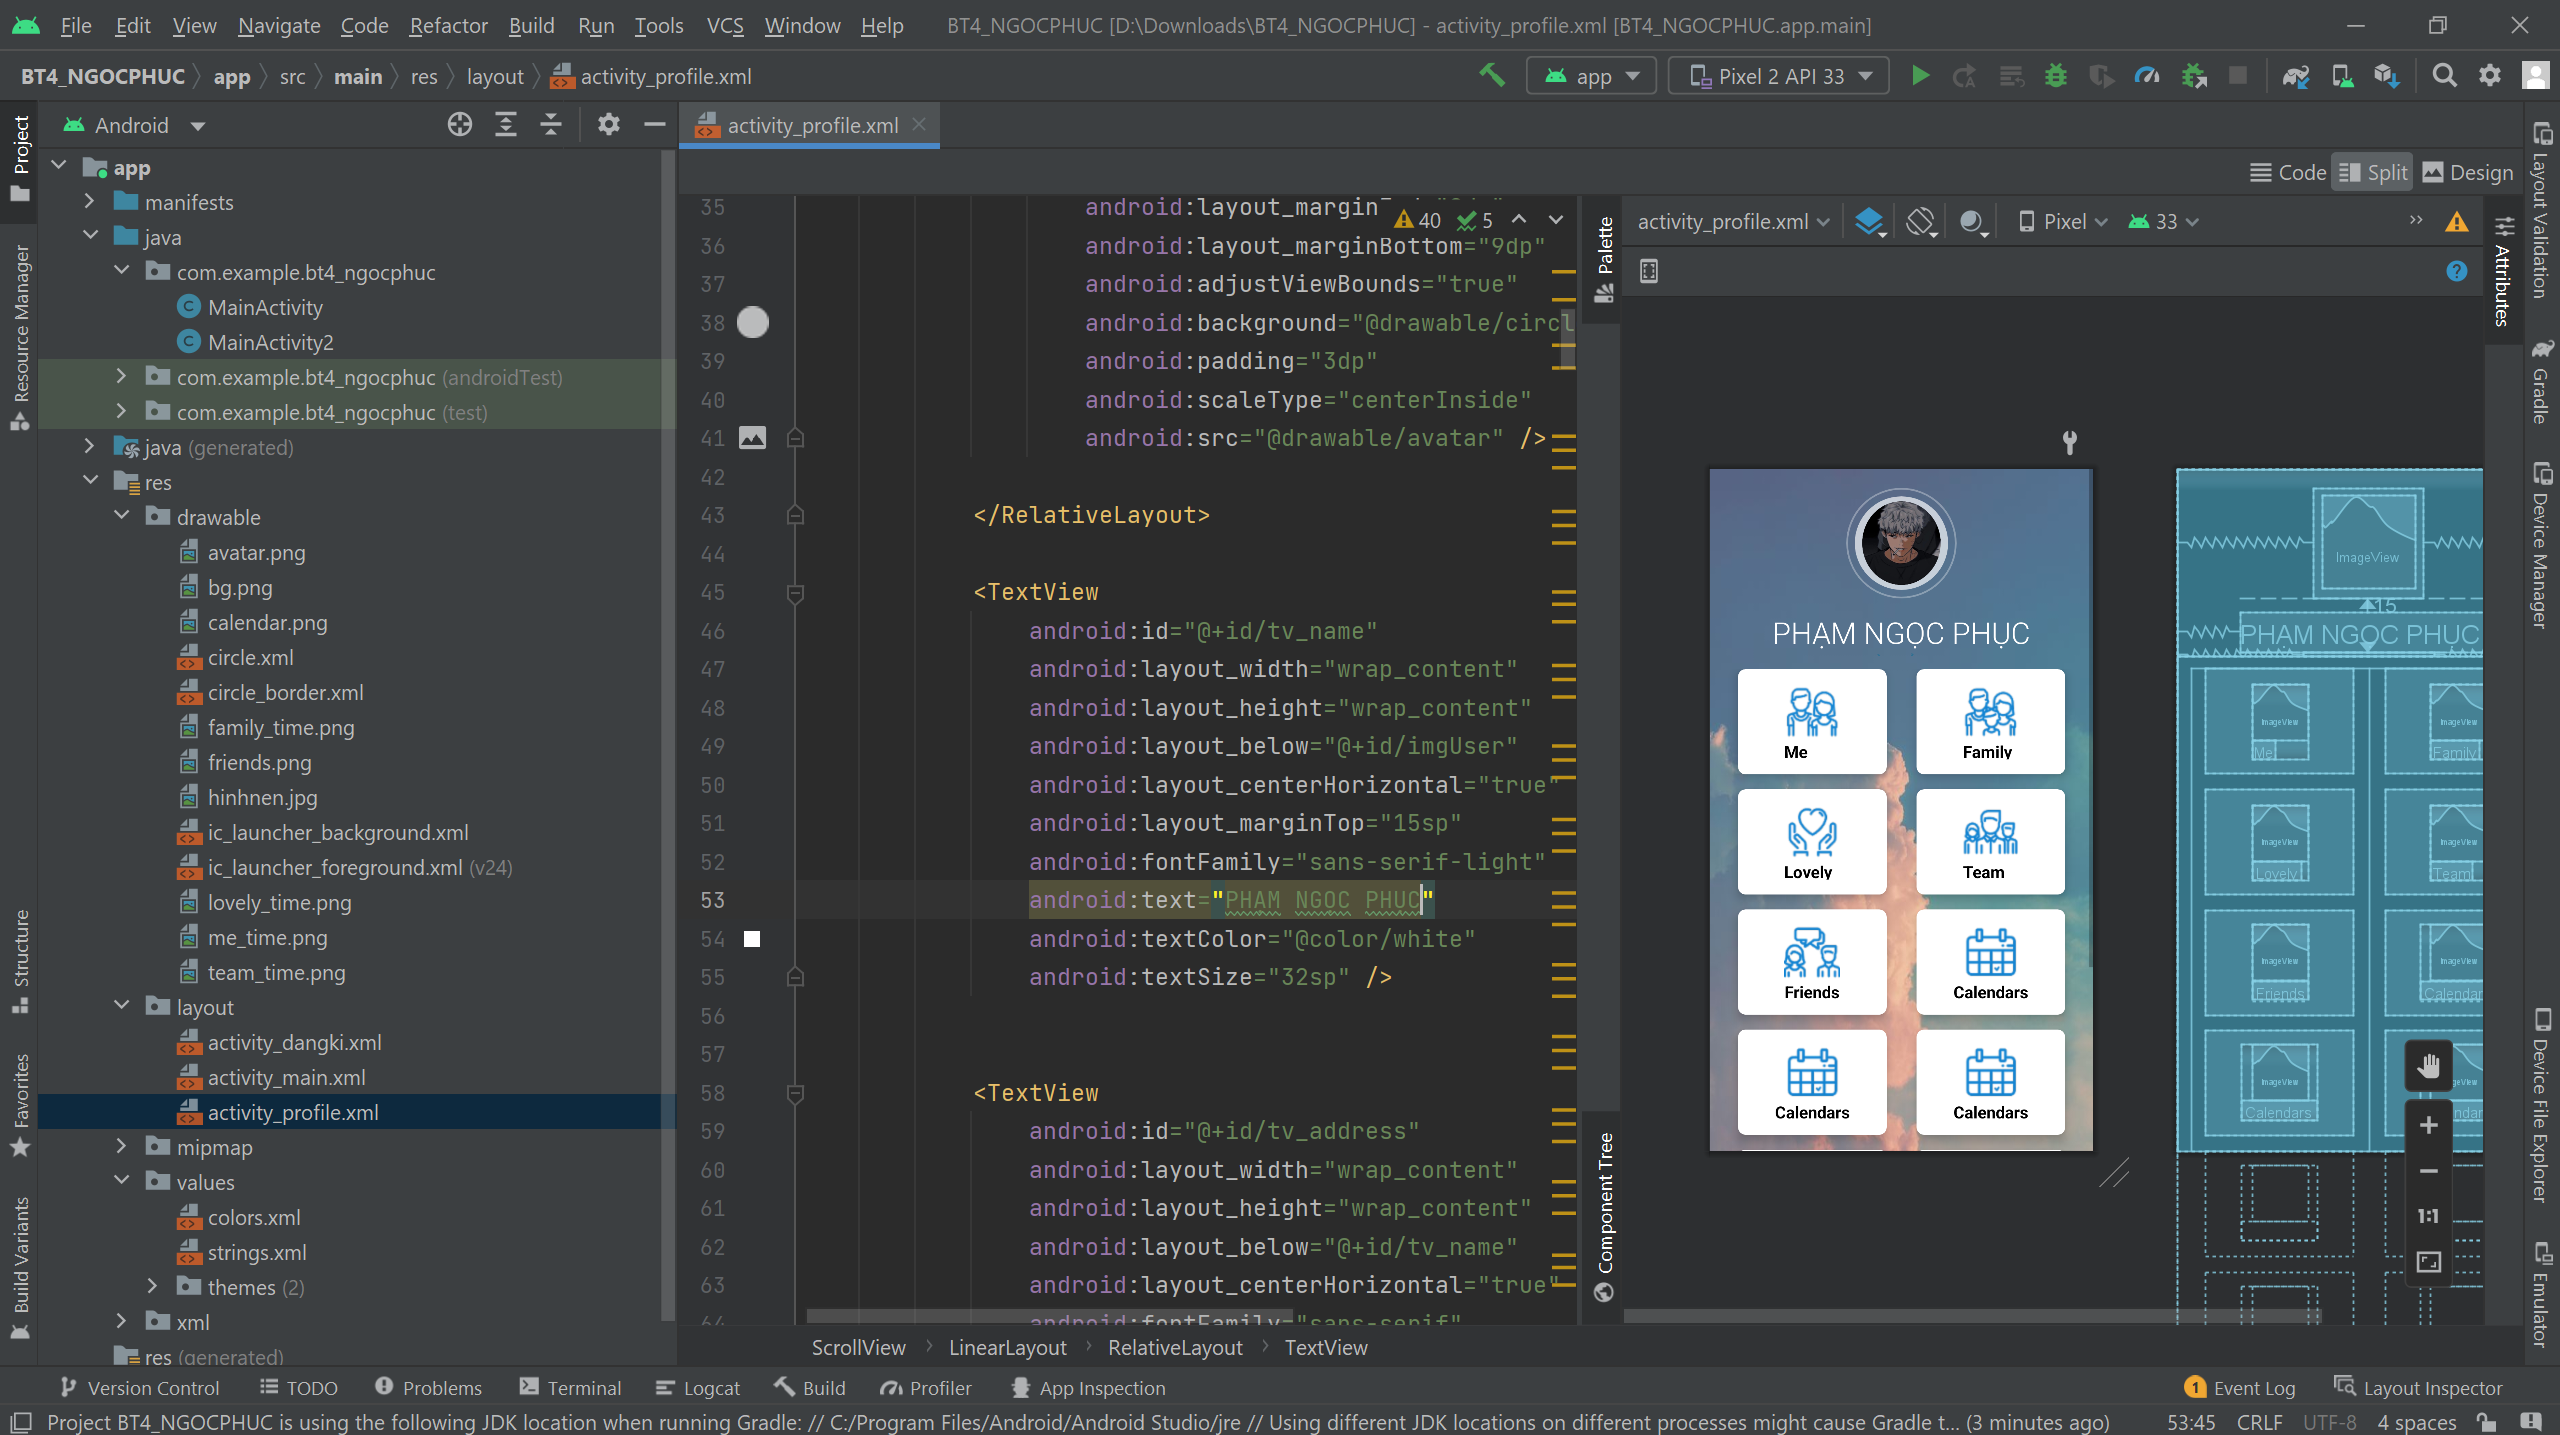 File Edit View Navigate Code Refactor Build Run Tools VCS Window Help BT4_NGOCPHUC [D:\Downloads\BT4_NGOCPHUC] - activity_profile.xml [BT4_NGOCPHUC.app.main]
BT4_NGOCPHUC app src main res layout activity_profile.xml app Pixel 2 API 33
Project
Resource Manager
Structure
Favorites
Build Variants
Android
app
manifests
java
com.example.bt4_ngocphuc
MainActivity
MainActivity2
com.example.bt4_ngocphuc (androidTest)
com.example.bt4_ngocphuc (test)
java (generated)
res
drawable
avatar.png
bg.png
calendar.png
circle.xml
circle_border.xml
family_time.png
friends.png
hinhnen.jpg
ic_launcher_background.xml
ic_launcher_foreground.xml (v24)
lovely_time.png
me_time.png
team_time.png
layout
activity_dangki.xml
activity_main.xml
activity_profile.xml
mipmap
values
colors.xml
strings.xml
themes (2)
xml
res (generated)
activity_profile.xml
Code Split Design
40 5
35 android:layout_margin
36 android:layout_marginBottom="9dp"
37 android:adjustViewBounds="true"
38 android:background="@drawable/circl
39 android:padding="3dp"
40 android:scaleType="centerInside"
41 android:src="@drawable/avatar" />
42
43 </RelativeLayout>
44
45 <TextView
46 android:id="@+id/tv_name"
47 android:layout_width="wrap_content"
48 android:layout_height="wrap_content"
49 android:layout_below="@+id/imgUser"
50 android:layout_centerHorizontal="true"
51 android:layout_marginTop="15sp"
52 android:fontFamily="sans-serif-light"
53 android:text="PHẠM NGỌC PHỤC"
54 android:textColor="@color/white"
55 android:textSize="32sp" />
56
57
58 <TextView
59 android:id="@+id/tv_address"
60 android:layout_width="wrap_content"
61 android:layout_height="wrap_content"
62 android:layout_below="@+id/tv_name"
63 android:layout_centerHorizontal="true"
64 android:fontFamily="sans-serif"
ScrollView LinearLayout RelativeLayout TextView
Palette
Component Tree
activity_profile.xml Pixel 33
PHẠM NGỌC PHỤC
Me Family
Lovely Team
Friends Calendars
Calendars Calendars
ImageView
15
PHẠM NGỌC PHỤC
ImageView ImageView
Me Family
ImageView ImageView
Lovely Team
ImageView ImageView
Friends Calendar
ImageView
Calendars
1:1
Attributes
Layout Validation
Gradle
Device Manager
Device File Explorer
Emulator
Version Control TODO Problems Terminal Logcat Build Profiler App Inspection 1 Event Log Layout Inspector
Project BT4_NGOCPHUC is using the following JDK location when running Gradle: // C:/Program Files/Android/Android Studio/jre // Using different JDK locations on different processes might cause Gradle t... (3 minutes ago) 53:45 CRLF UTF-8 4 spaces